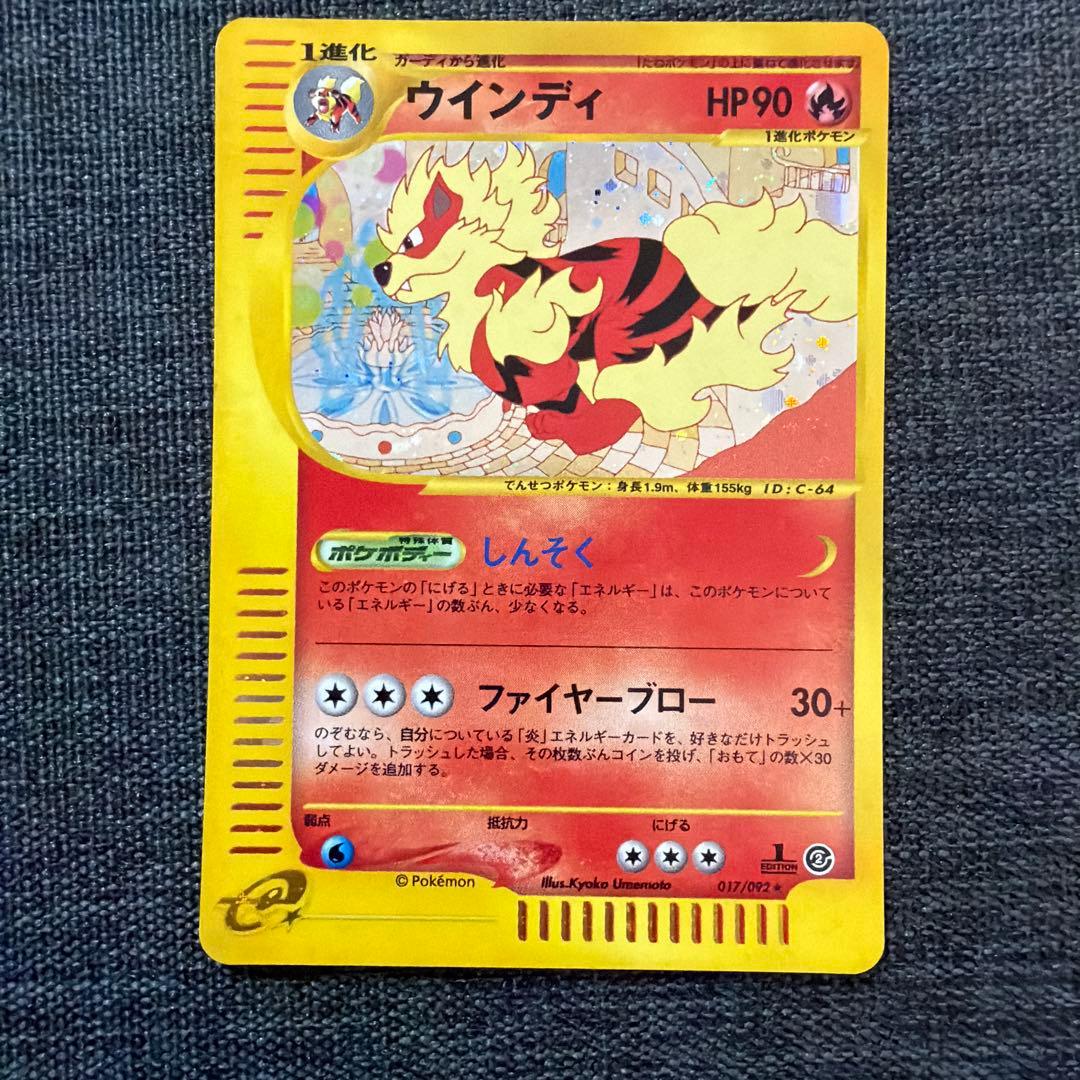 1進化
ガーディから進化
「たねポケモン」の上に重ねて進化させます
ウインディ HP90
1進化ポケモン
でんせつポケモン：身長1.9m、体重155kg ID：C-64
特殊体質
ポケボディー しんそく
このポケモンの「にげる」ときに必要な「エネルギー」は、このポケモンについて
いる「エネルギー」の数ぶん、少なくなる。
ファイヤーブロー 30+
のぞむなら、自分についている「炎」エネルギーカードを、好きなだけトラッシュ
してよい。トラッシュした場合、その枚数ぶんコインを投げ、「おもて」の数×30
ダメージを追加する。
弱点 抵抗力 にげる
1 EDITION 2
©Pokémon Illus.Kyoko Umemoto 017/092★
e